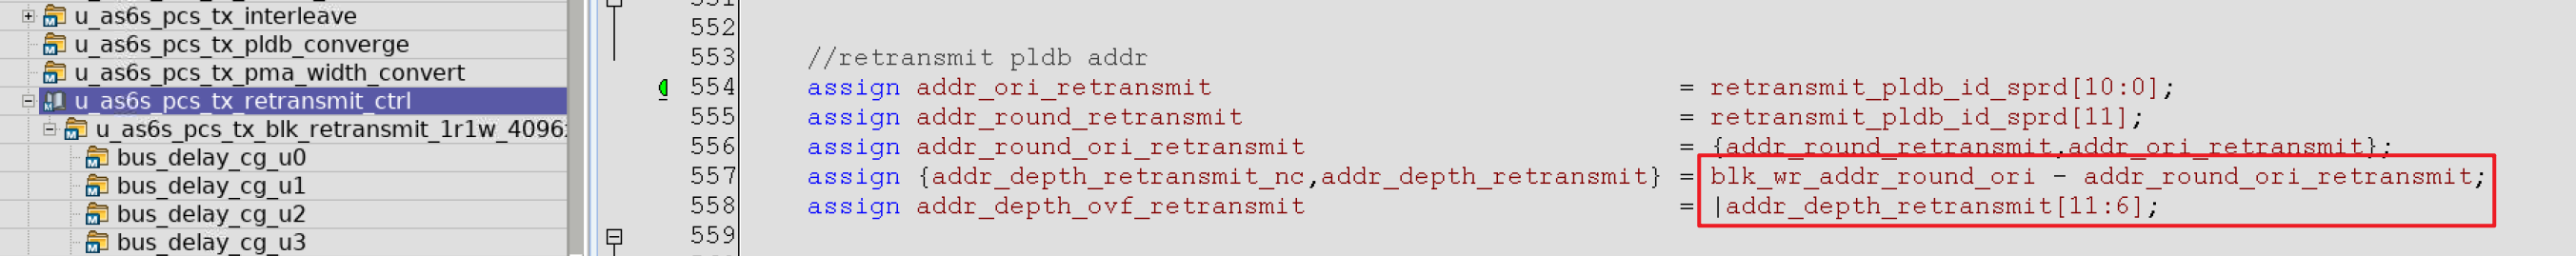 u_as6s_pcs_tx_interleave
u_as6s_pcs_tx_pldb_converge
u_as6s_pcs_tx_pma_width_convert
u_as6s_pcs_tx_retransmit_ctrl
u_as6s_pcs_tx_blk_retransmit_1r1w_4096
bus_delay_cg_u0
bus_delay_cg_u1
bus_delay_cg_u2
bus_delay_cg_u3
551
552
553 //retransmit pldb addr
554 assign addr_ori_retransmit = retransmit_pldb_id_sprd[10:0];
555 assign addr_round_retransmit = retransmit_pldb_id_sprd[11];
556 assign addr_round_ori_retransmit = {addr_round_retransmit,addr_ori_retransmit};
557 assign {addr_depth_retransmit_nc,addr_depth_retransmit} = blk_wr_addr_round_ori - addr_round_ori_retransmit;
558 assign addr_depth_ovf_retransmit = |addr_depth_retransmit[11:6];
559